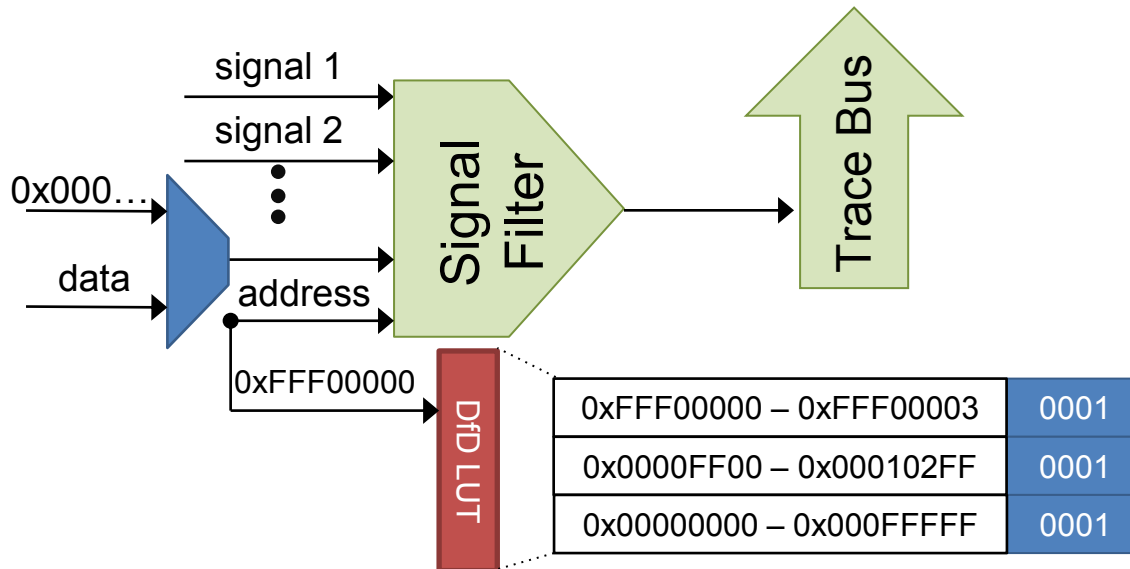 signal 1
signal 2
0x000…
data
address
0xFFF00000
Signal
Filter
Trace Bus
DfD LUT
0xFFF00000 – 0xFFF00003 0001
0x0000FF00 – 0x000102FF 0001
0x00000000 – 0x000FFFFF 0001